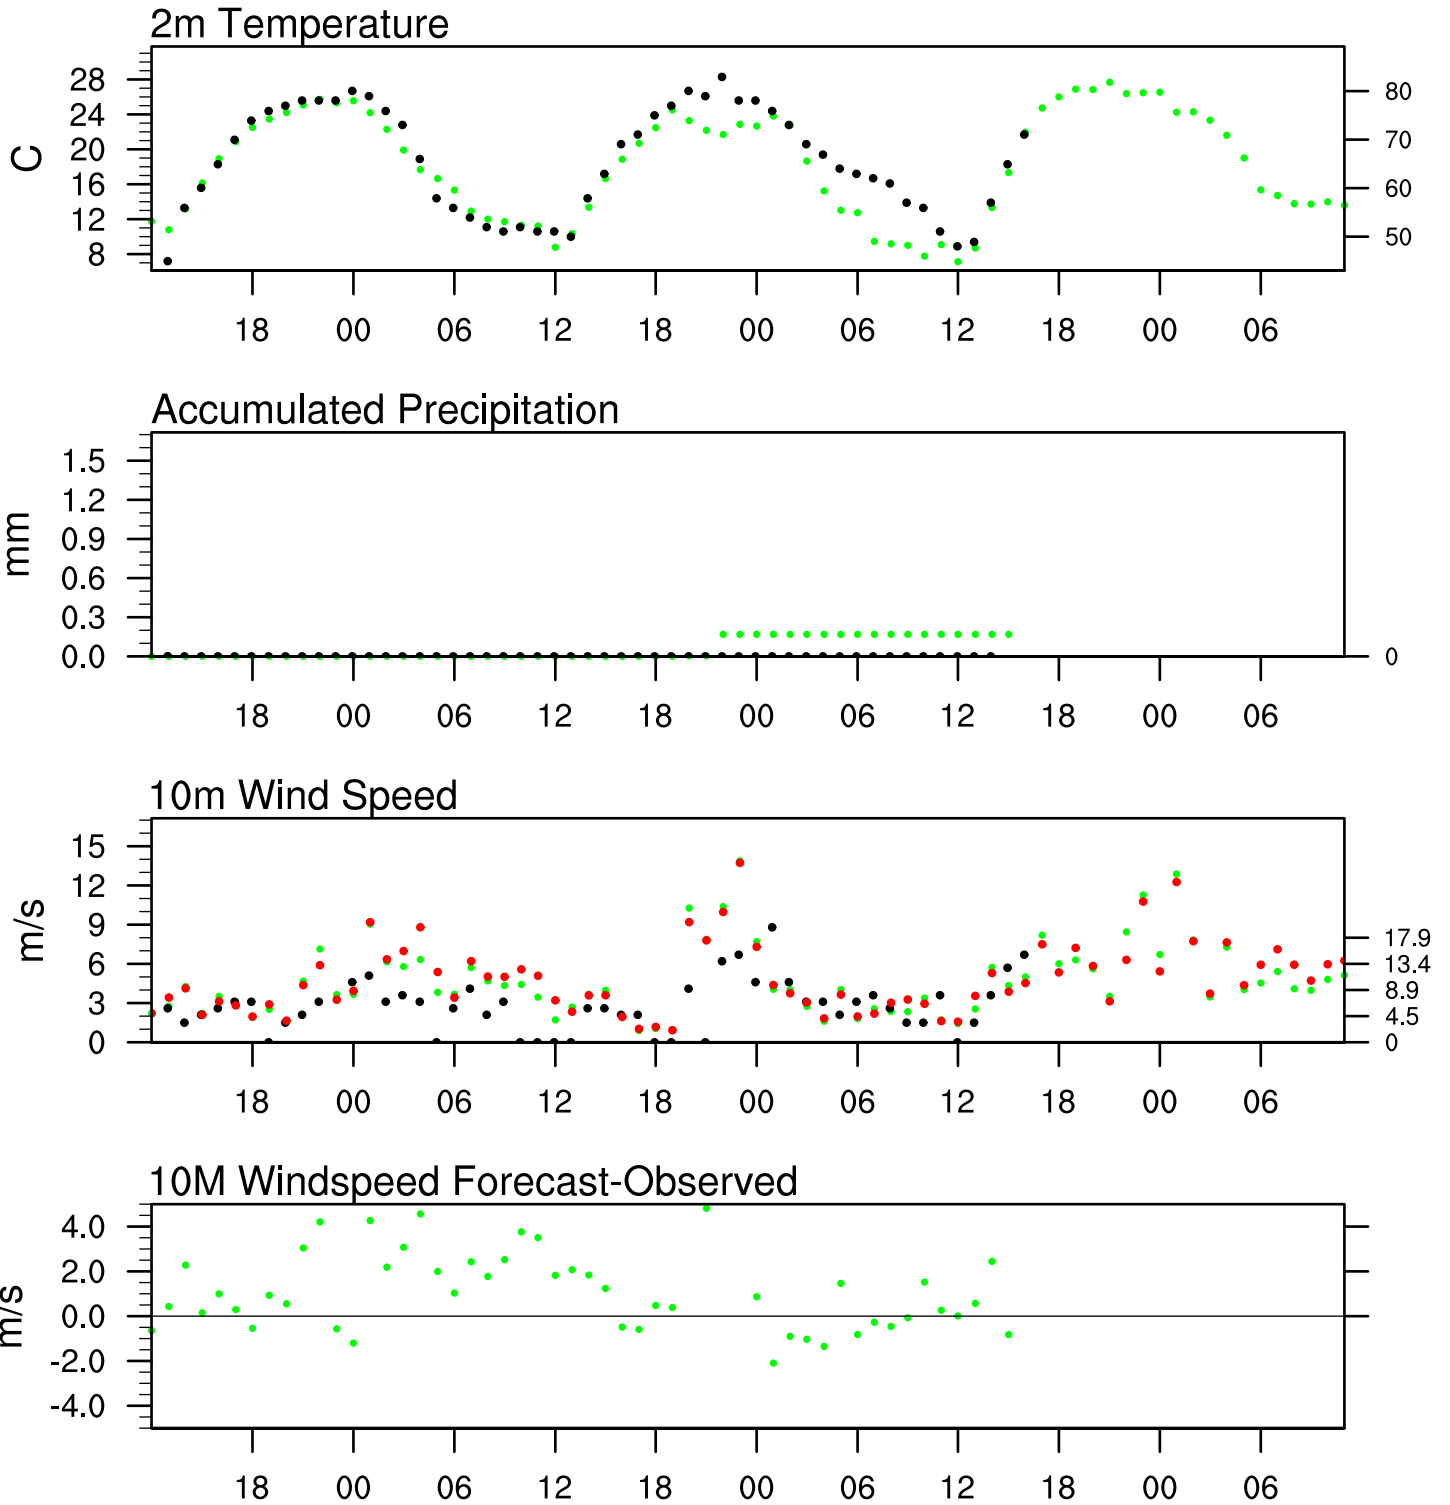 2m Temperature
C
28
24
20
16
12
8
80
70
60
50
18 00 06 12 18 00 06 12 18 00 06
Accumulated Precipitation
mm
1.5
1.2
0.9
0.6
0.3
0.0
0
18 00 06 12 18 00 06 12 18 00 06
10m Wind Speed
m/s
15
12
9
6
3
0
17.9
13.4
8.9
4.5
0
18 00 06 12 18 00 06 12 18 00 06
10M Windspeed Forecast-Observed
m/s
4.0
2.0
0.0
-2.0
-4.0
18 00 06 12 18 00 06 12 18 00 06